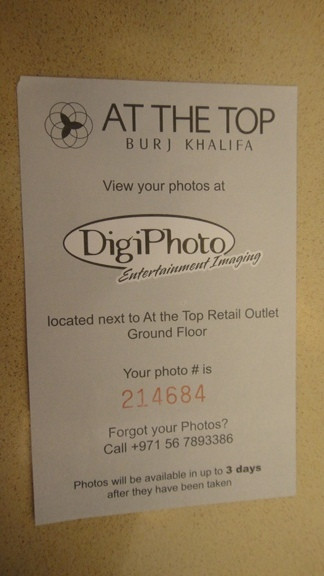 AT THE TOP
BURJ KHALIFA
View your photos at
DigiPhoto
Entertainment Imaging
located next to At the Top Retail Outlet
Ground Floor
Your photo # is
214684
Forgot your Photos?
Call +971 56 7893386
Photos will be available in up to 3 days
after they have been taken